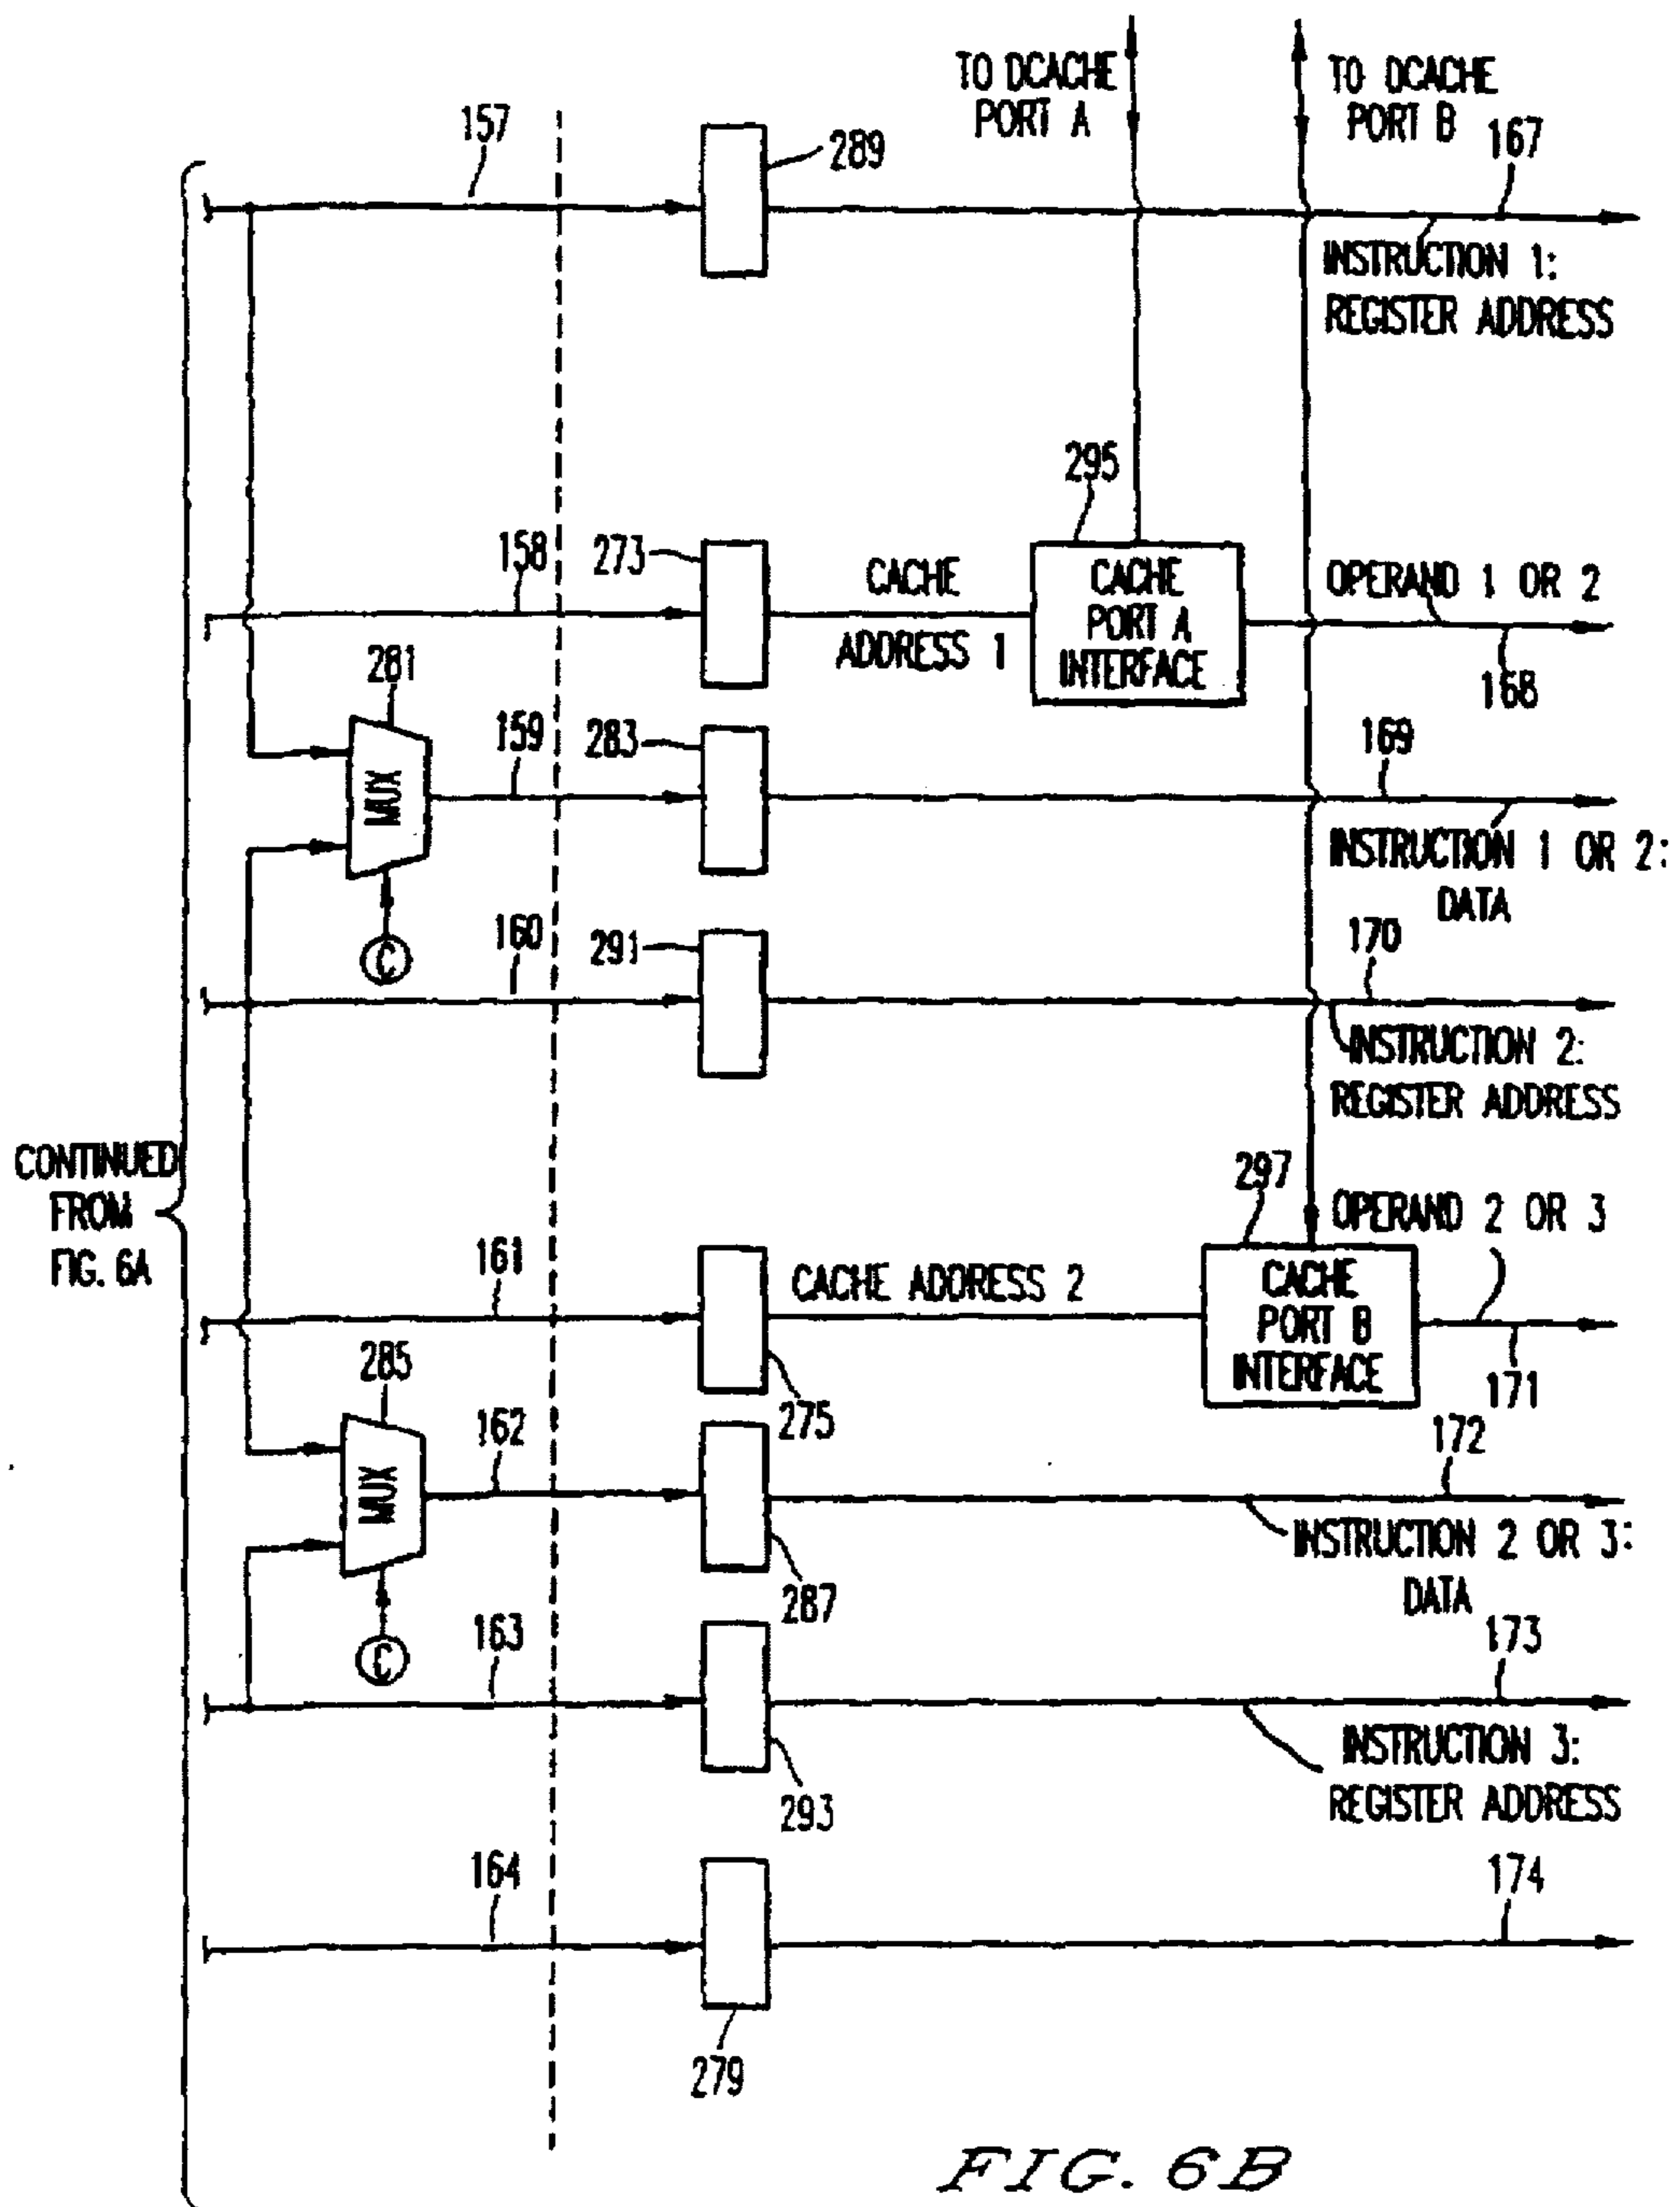 TO DCACHE
PORT A
TO DCACHE
PORT B
157
289
167
INSTRUCTION 1:
REGISTER ADDRESS
295
158
273
CACHE
ADDRESS 1
CACHE
PORT A
INTERFACE
OPERAND 1 OR 2
168
281
MUX
159
283
169
INSTRUCTION 1 OR 2:
DATA
C
160
291
170
INSTRUCTION 2:
REGISTER ADDRESS
CONTINUED
FROM
FIG. 6A
297
OPERAND 2 OR 3
161
CACHE ADDRESS 2
CACHE
PORT B
INTERFACE
275
171
285
MUX
162
172
287
INSTRUCTION 2 OR 3:
DATA
C
163
173
293
INSTRUCTION 3:
REGISTER ADDRESS
164
174
279
FIG. 6B